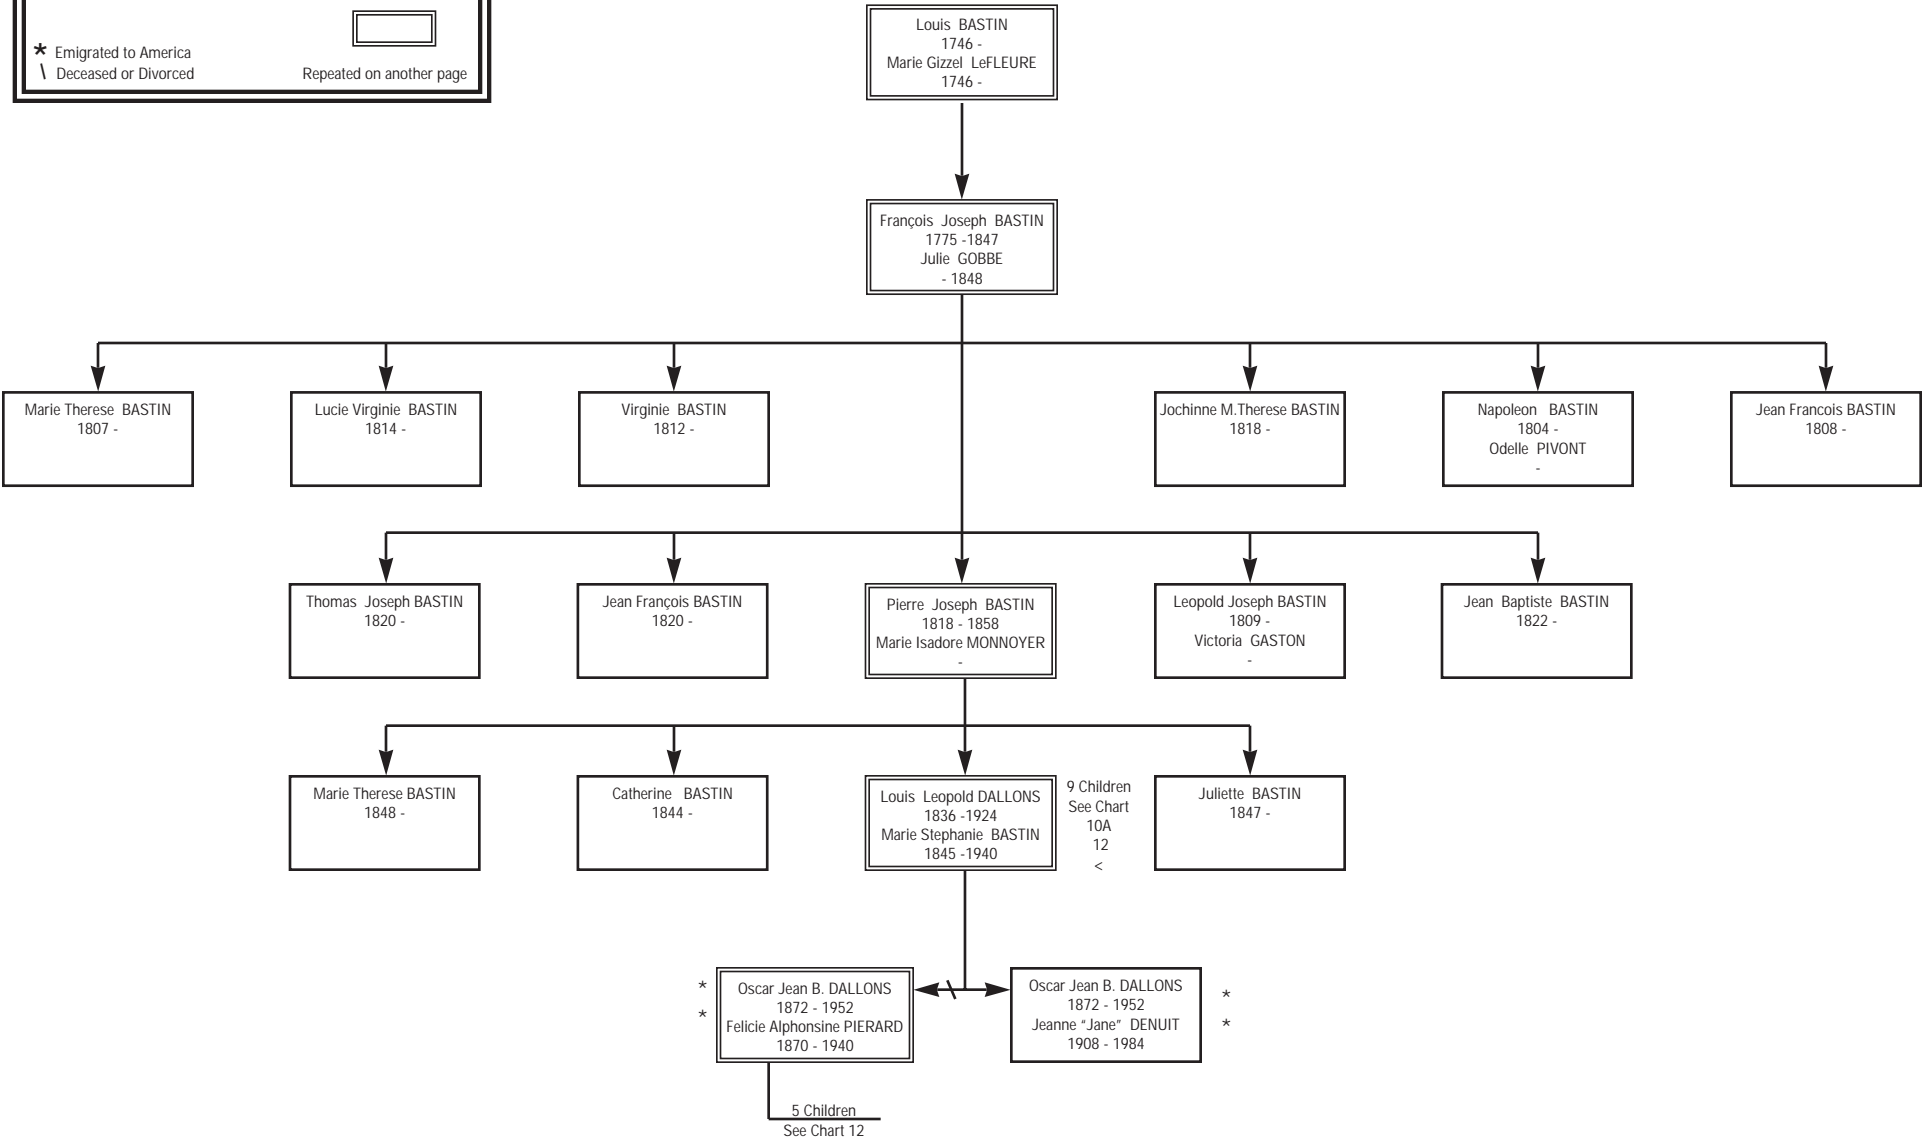 * Emigrated to America
\ Deceased or Divorced
Repeated on another page
Louis BASTIN
1746 -
Marie Gizzel LeFLEURE
1746 -
François Joseph BASTIN
1775 -1847
Julie GOBBE
- 1848
Marie Therese BASTIN
1807 -
Lucie Virginie BASTIN
1814 -
Virginie BASTIN
1812 -
Jochinne M.Therese BASTIN
1818 -
Napoleon BASTIN
1804 -
Odelle PIVONT
-
Jean Francois BASTIN
1808 -
Thomas Joseph BASTIN
1820 -
Jean François BASTIN
1820 -
Pierre Joseph BASTIN
1818 - 1858
Marie Isadore MONNOYER
-
Leopold Joseph BASTIN
1809 -
Victoria GASTON
-
Jean Baptiste BASTIN
1822 -
Marie Therese BASTIN
1848 -
Catherine BASTIN
1844 -
Louis Leopold DALLONS
1836 -1924
Marie Stephanie BASTIN
1845 -1940
9 Children
See Chart
10A
12
<
Juliette BASTIN
1847 -
*
*
Oscar Jean B. DALLONS
1872 - 1952
Felicie Alphonsine PIERARD
1870 - 1940
\
Oscar Jean B. DALLONS
1872 - 1952
Jeanne "Jane" DENUIT
1908 - 1984
*
*
5 Children
See Chart 12